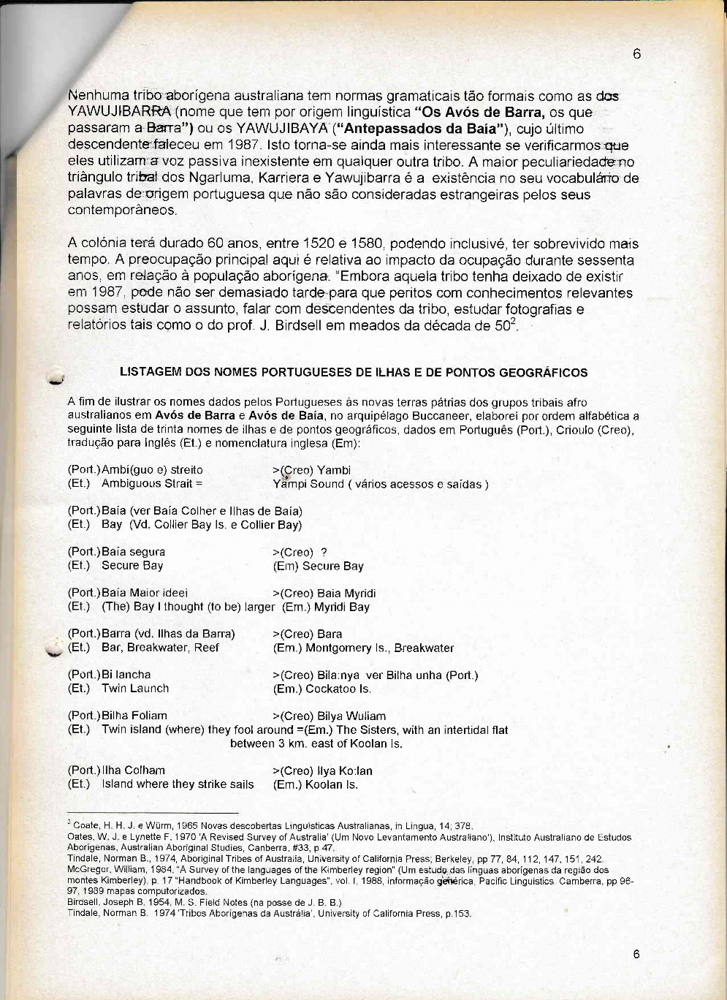 6
Nenhuma tribo aborígena australiana tem normas gramaticais tão formais como as dos
YAWUJIBARRA (nome que tem por origem linguística “Os Avós de Barra, os que
passaram a Barra”) ou os YAWUJIBAYA (“Antepassados da Baía”), cujo último
descendente faleceu em 1987. Isto torna-se ainda mais interessante se verificarmos que
eles utilizam a voz passiva inexistente em qualquer outra tribo. A maior peculiariedade no
triângulo tribal dos Ngarluma, Karriera e Yawujibarra é a existência no seu vocabulário de
palavras de origem portuguesa que não são consideradas estrangeiras pelos seus
contemporâneos.
A colónia terá durado 60 anos, entre 1520 e 1580, podendo inclusivé, ter sobrevivido mais
tempo. A preocupação principal aqui é relativa ao impacto da ocupação durante sessenta
anos, em relação à população aborígena. “Embora aquela tribo tenha deixado de existir
em 1987, pode não ser demasiado tarde para que peritos com conhecimentos relevantes
possam estudar o assunto, falar com descendentes da tribo, estudar fotografias e
relatórios tais como o do prof. J. Birdsell em meados da década de 50².
LISTAGEM DOS NOMES PORTUGUESES DE ILHAS E DE PONTOS GEOGRÁFICOS
A fim de ilustrar os nomes dados pelos Portugueses às novas terras pátrias dos grupos tribais afro
australianos em Avós de Barra e Avós de Baía, no arquipélago Buccaneer, elaborei por ordem alfabética a
seguinte lista de trinta nomes de ilhas e de pontos geográficos, dados em Português (Port.), Crioulo (Creo),
tradução para Inglês (Et.) e nomenclatura inglesa (Em):
(Port.)Ambi(guo e) streito >(Creo) Yambi
(Et.) Ambiguous Strait = Yampi Sound ( vários acessos e saídas )
(Port.)Baía (ver Baía Colher e Ilhas de Baía)
(Et.) Bay (Vd. Collier Bay Is. e Collier Bay)
(Port.)Baía segura >(Creo) ?
(Et.) Secure Bay (Em) Secure Bay
(Port.)Baía Maior ideei >(Creo) Baia Myridi
(Et.) (The) Bay I thought (to be) larger (Em.) Myridi Bay
(Port.)Barra (vd. Ilhas da Barra) >(Creo) Bara
(Et.) Bar, Breakwater, Reef (Em.) Montgomery Is., Breakwater
(Port.)Bi lancha >(Creo) Bila:nya ver Bilha unha (Port.)
(Et.) Twin Launch (Em.) Cockatoo Is.
(Port.)Bilha Foliam >(Creo) Bilya Wuliam
(Et.) Twin island (where) they fool around =(Em.) The Sisters, with an intertidal flat
between 3 km. east of Koolan Is.
(Port.)Ilha Colham >(Creo) Ilya Ko:lan
(Et.) Island where they strike sails (Em.) Koolan Is.
² Coate, H. H. J. e Würm, 1965 Novas descobertas Linguísticas Australianas, in Lingua, 14; 378.
Oates, W. J. e Lynette F. 1970 'A Revised Survey of Australia' (Um Novo Levantamento Australiano'), Instituto Australiano de Estudos
Aborígenas, Australian Aboriginal Studies, Canberra, #33, p 47.
Tindale, Norman B., 1974, Aboriginal Tribes of Australia, University of California Press; Berkeley, pp 77, 84, 112, 147, 151, 242.
McGregor, William, 1984, “A Survey of the languages of the Kimberley region” (Um estudo das línguas aborígenas da região dos
montes Kimberley), p. 17 “Handbook of Kimberley Languages”, vol. I, 1988, informação genérica, Pacific Linguistics. Camberra, pp 96-
97, 1989 mapas computorizados.
Birdsell, Joseph B, 1954, M. S. Field Notes (na posse de J. B. B.)
Tindale, Norman B. 1974 'Tribos Aborígenas da Austrália', University of California Press, p.153.
6